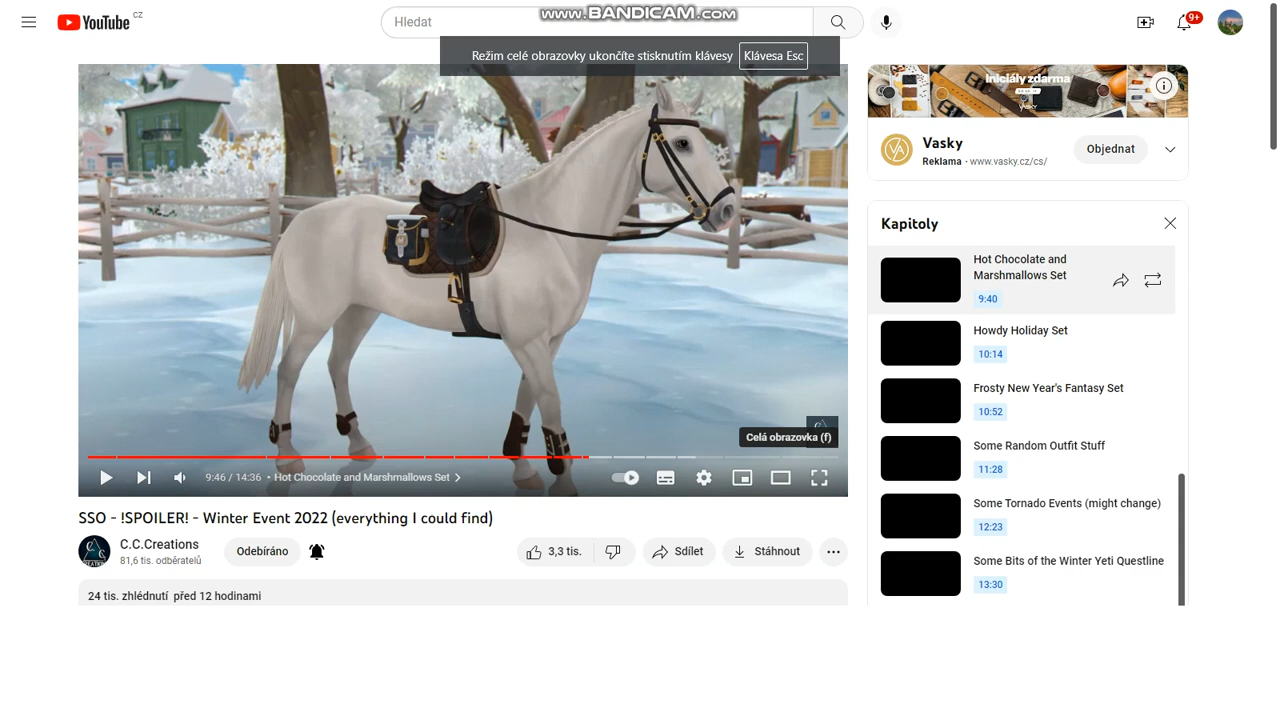 YouTube CZ
Hledat
www.BANDICAM.com
9+
Režim celé obrazovky ukončíte stisknutím klávesy Klávesa Esc
Iniciály zdarma
VASKY
Vasky
Reklama · www.vasky.cz/cs/
Objednat
Kapitoly
Hot Chocolate and
Marshmallows Set
9:40
Howdy Holiday Set
10:14
Frosty New Year's Fantasy Set
10:52
Some Random Outfit Stuff
11:28
Some Tornado Events (might change)
12:23
Some Bits of the Winter Yeti Questline
13:30
Celá obrazovka (f)
9:46 / 14:36 • Hot Chocolate and Marshmallows Set
SSO - !SPOILER! - Winter Event 2022 (everything I could find)
C.C.Creations
81,6 tis. odběratelů
Odebíráno
3,3 tis.
Sdílet
Stáhnout
24 tis. zhlédnutí před 12 hodinami